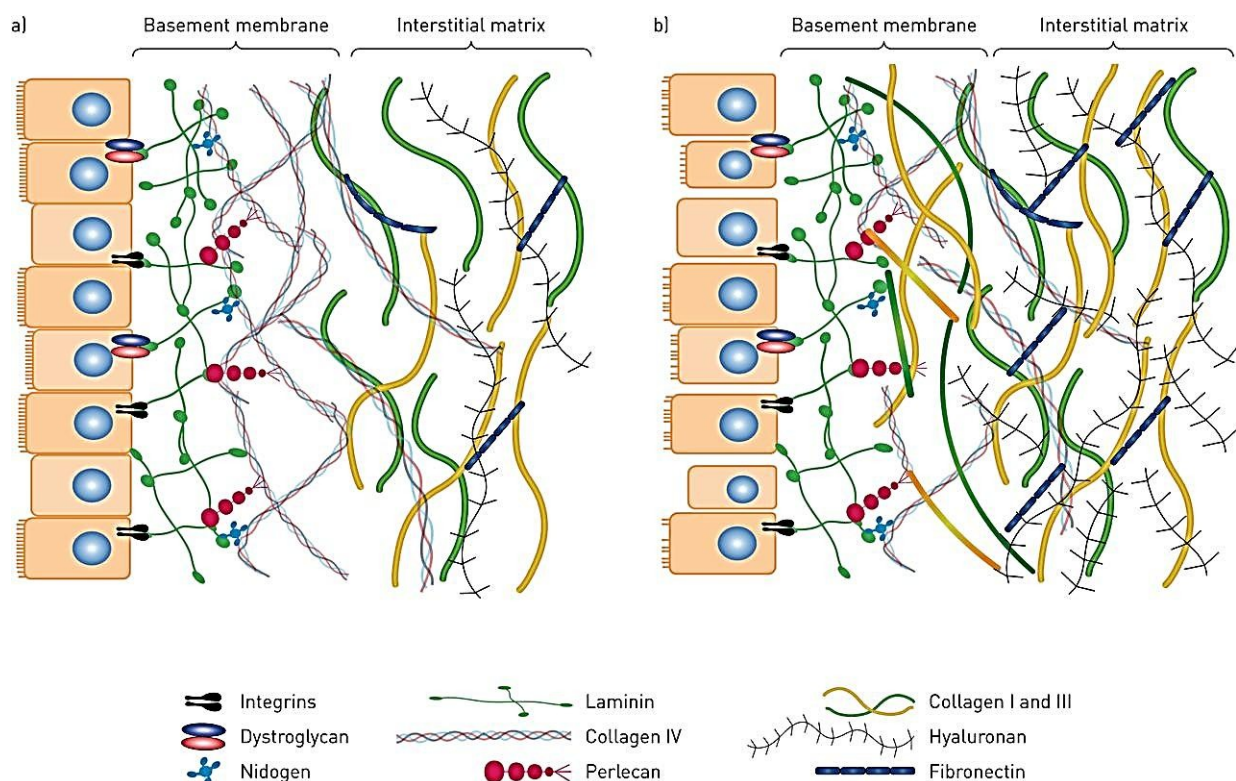 a)
Basement membrane
Interstitial matrix
b)
Basement membrane
Interstitial matrix
Integrins
Laminin
Collagen I and III
Dystroglycan
Collagen IV
Hyaluronan
Nidogen
Perlecan
Fibronectin